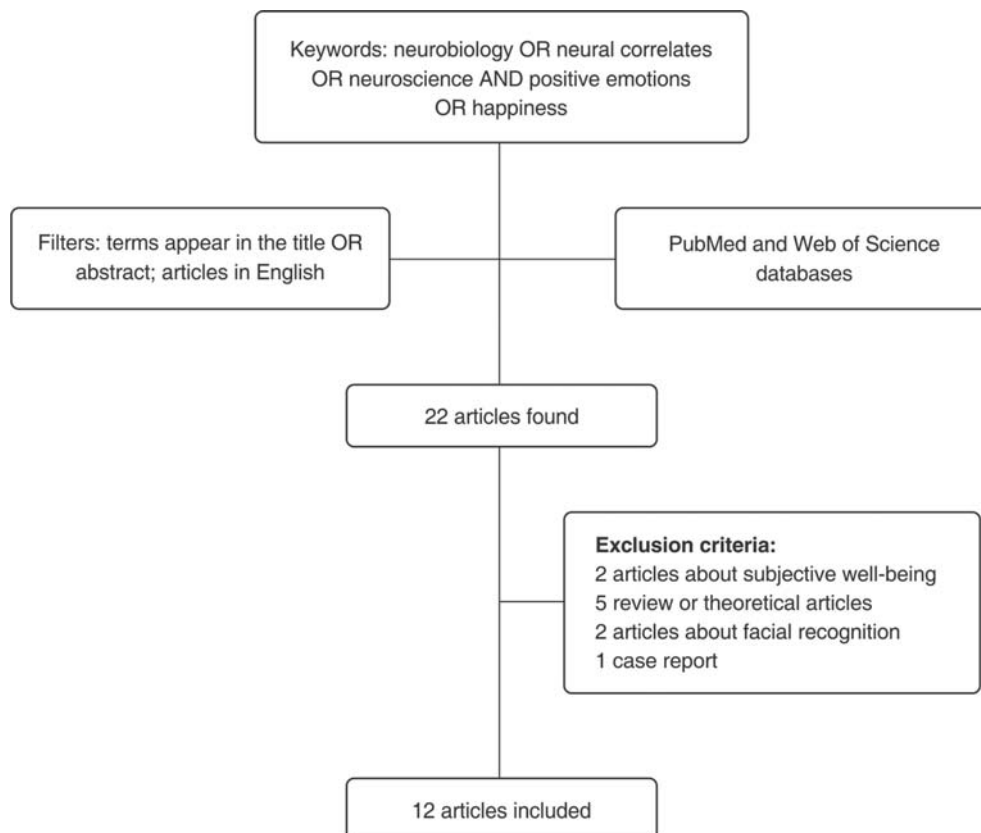 Keywords: neurobiology OR neural correlates
OR neuroscience AND positive emotions
OR happiness
Filters: terms appear in the title OR
abstract; articles in English
PubMed and Web of Science
databases
22 articles found
Exclusion criteria:
2 articles about subjective well-being
5 review or theoretical articles
2 articles about facial recognition
1 case report
12 articles included